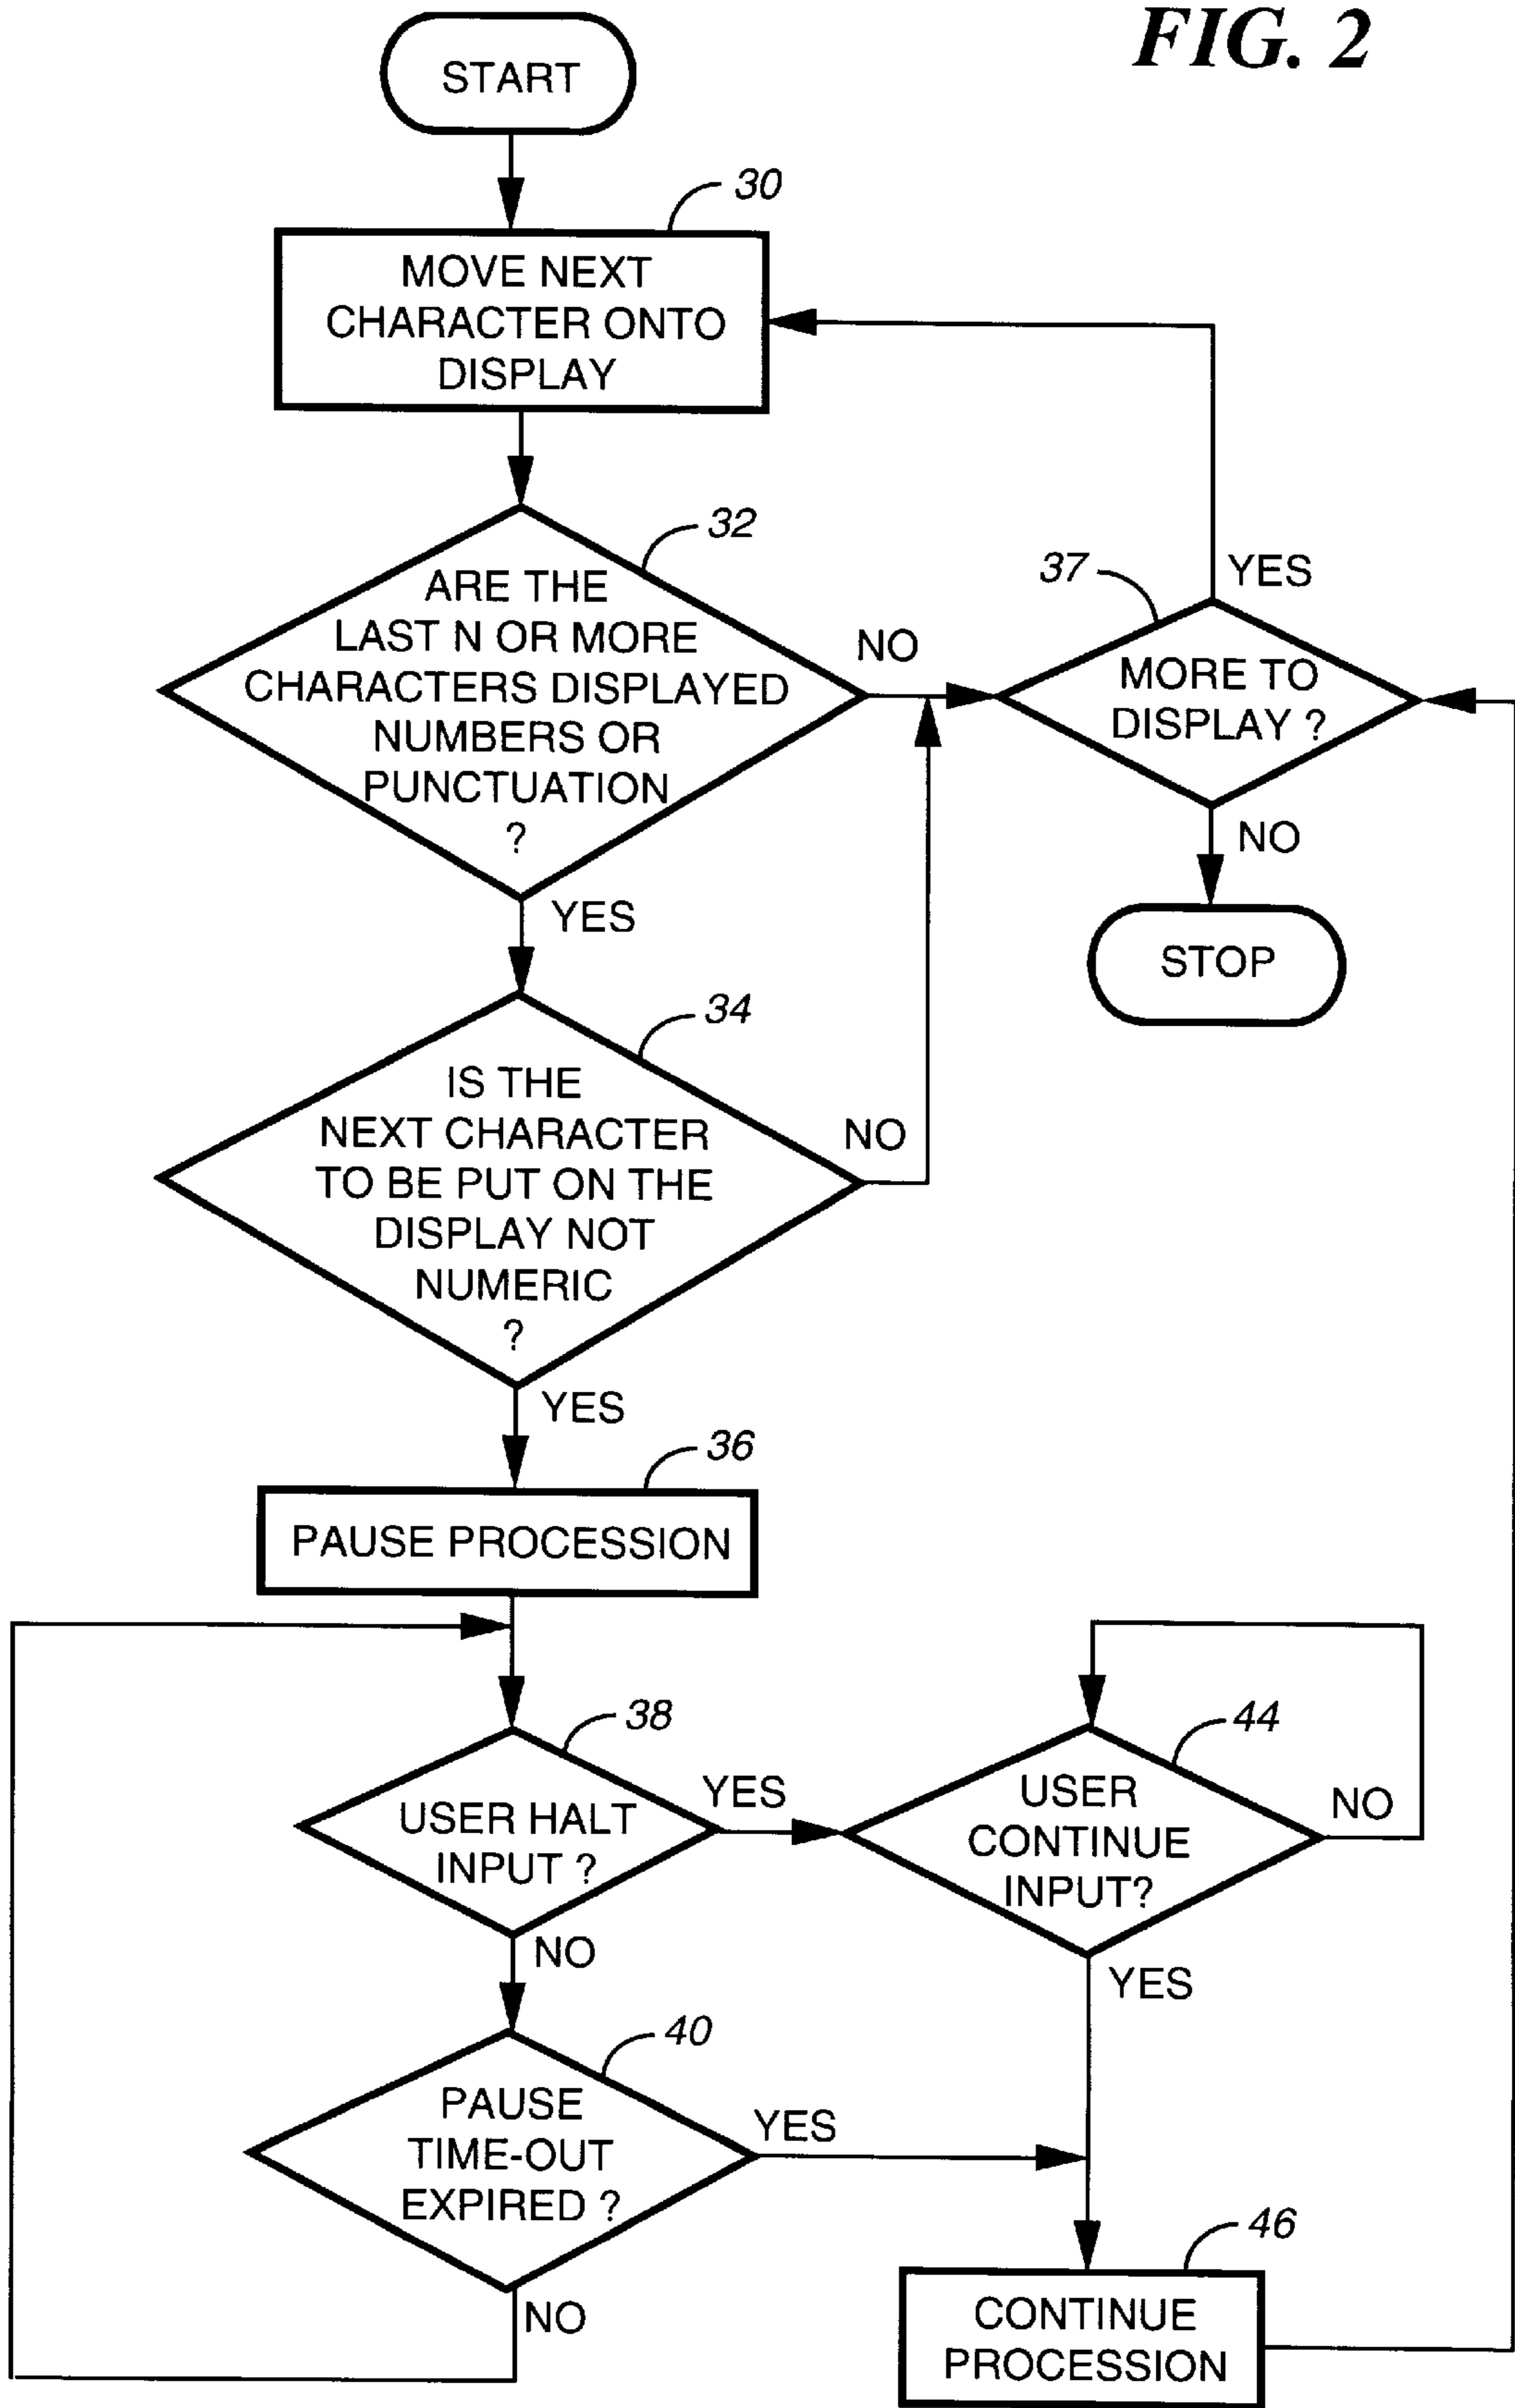 FIG. 2
START
30
MOVE NEXT
CHARACTER ONTO
DISPLAY
32
ARE THE
LAST N OR MORE
CHARACTERS DISPLAYED
NUMBERS OR
PUNCTUATION
?
NO
YES
37
YES
MORE TO
DISPLAY ?
NO
STOP
34
IS THE
NEXT CHARACTER
TO BE PUT ON THE
DISPLAY NOT
NUMERIC
?
NO
YES
36
PAUSE PROCESSION
38
USER HALT
INPUT ?
YES
NO
44
USER
CONTINUE
INPUT?
NO
YES
40
PAUSE
TIME-OUT
EXPIRED ?
YES
NO
46
CONTINUE
PROCESSION